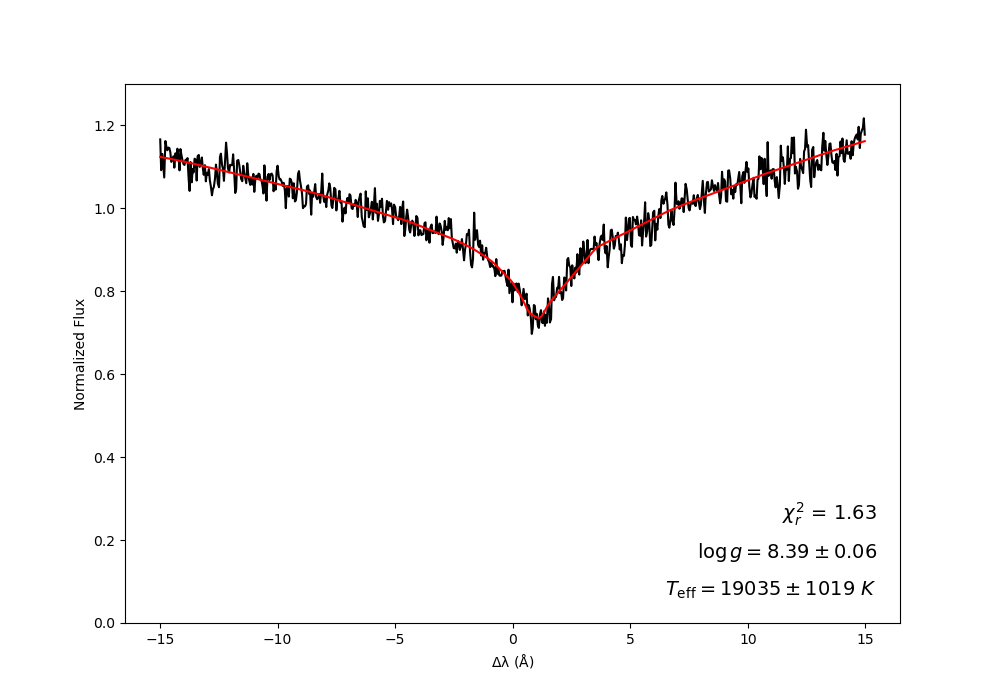 1.2
1.0
0.8
0.6
0.4
0.2
0.0
Normalized Flux
χ²ᵣ = 1.63
log g = 8.39 ± 0.06
T_eff = 19035 ± 1019 K
−15 −10 −5 0 5 10 15
Δλ (Å)